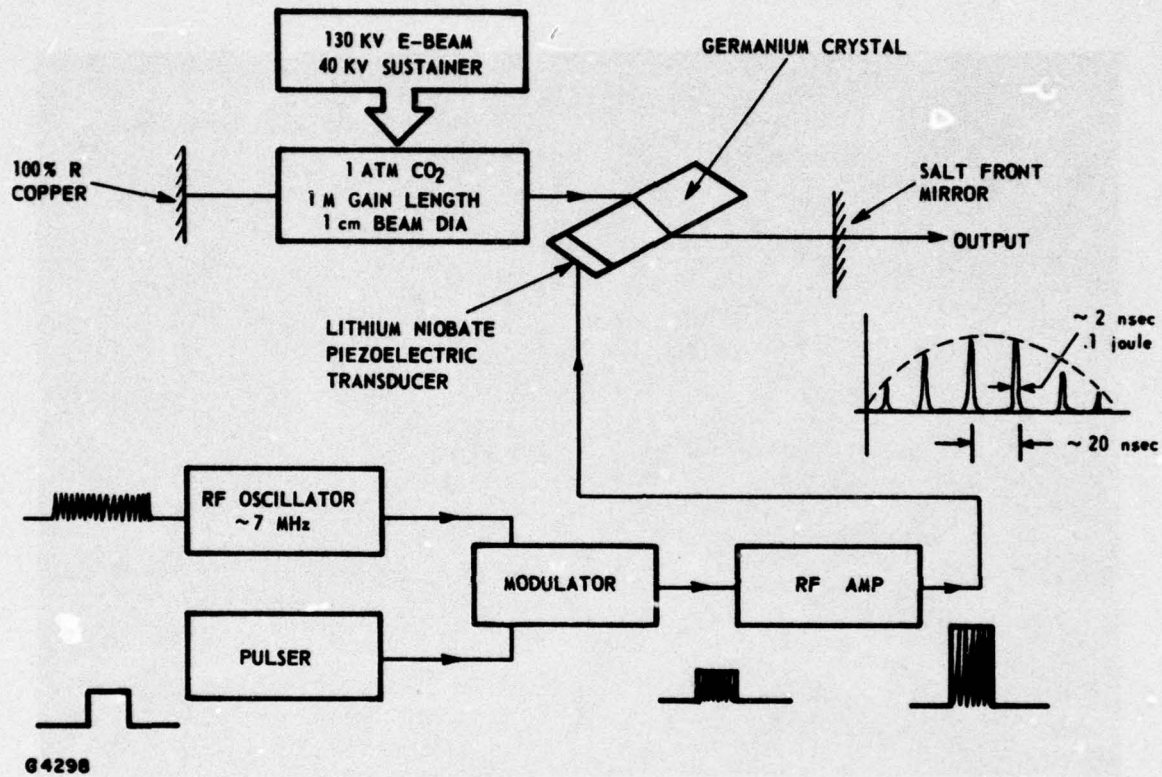 130 KV E-BEAM
40 KV SUSTAINER
GERMANIUM CRYSTAL
100% R
COPPER
1 ATM CO₂
1 M GAIN LENGTH
1 cm BEAM DIA
SALT FRONT
MIRROR
OUTPUT
LITHIUM NIOBATE
PIEZOELECTRIC
TRANSDUCER
~ 2 nsec
.1 joule
~ 20 nsec
RF OSCILLATOR
~ 7 MHz
MODULATOR
RF AMP
PULSER
G4298